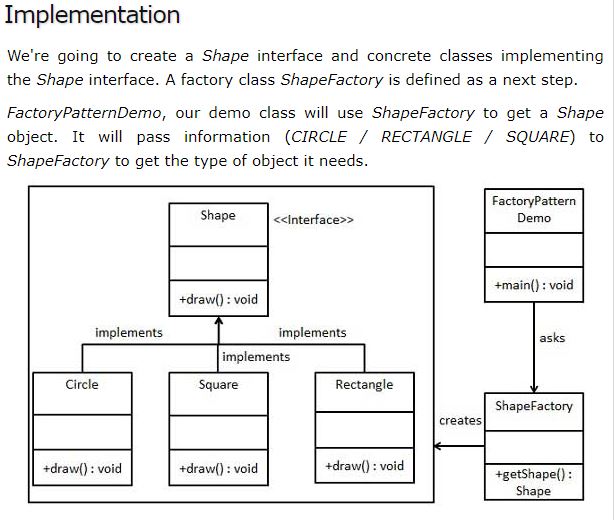 Implementation
We're going to create a Shape interface and concrete classes implementing
the Shape interface. A factory class ShapeFactory is defined as a next step.
FactoryPatternDemo, our demo class will use ShapeFactory to get a Shape
object. It will pass information (CIRCLE / RECTANGLE / SQUARE) to
ShapeFactory to get the type of object it needs.
Shape
<<Interface>>
+draw() : void
FactoryPattern
Demo
+main() : void
implements
implements
implements
asks
Circle
+draw() : void
Square
+draw() : void
Rectangle
+draw() : void
creates
ShapeFactory
+getShape() :
Shape